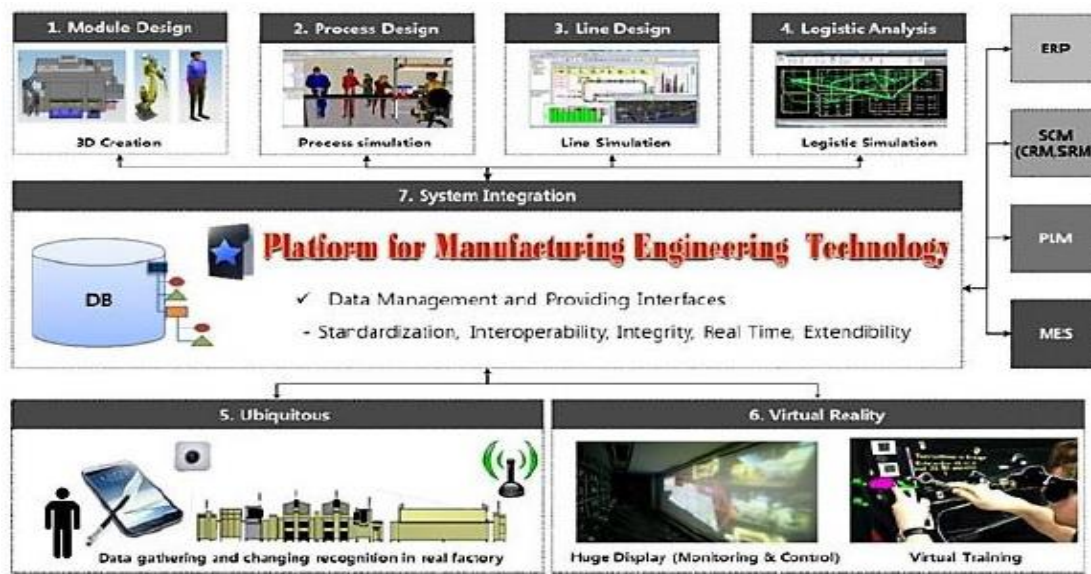 1. Module Design
3D Creation
2. Process Design
Process simulation
3. Line Design
Line Simulation
4. Logistic Analysis
Logistic Simulation
ERP
SCM
(CRM,SRM
PLM
MES
7. System Integration
DB
Platform for Manufacturing Engineering Technology
✓ Data Management and Providing Interfaces
- Standardization, Interoperability, Integrity, Real Time, Extendibility
5. Ubiquitous
Data gathering and changing recognition in real factory
6. Virtual Reality
Huge Display (Monitoring & Control)
Virtual Training